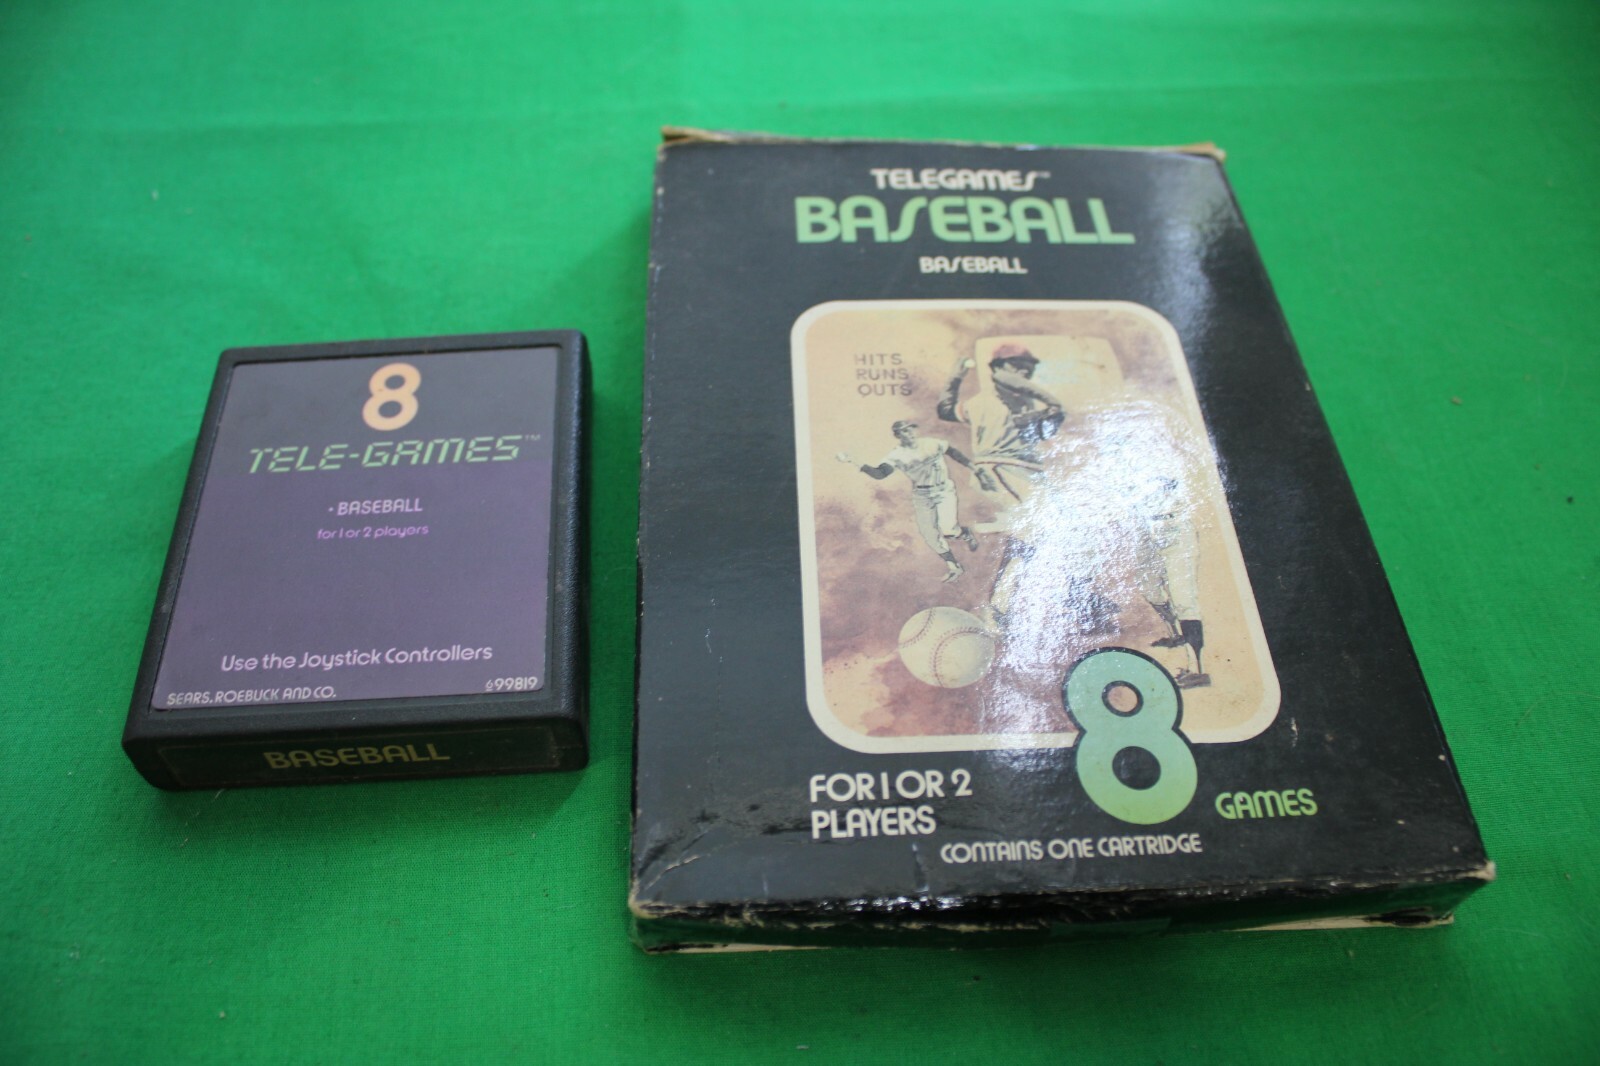 8
TELE-GAMES™
• BASEBALL
for 1 or 2 players
Use the Joystick Controllers
SEARS, ROEBUCK AND CO.
699819
BASEBALL
TELEGAMES™
BASEBALL
BASEBALL
HITS
RUNS
OUTS
FOR 1 OR 2
PLAYERS
8 GAMES
CONTAINS ONE CARTRIDGE